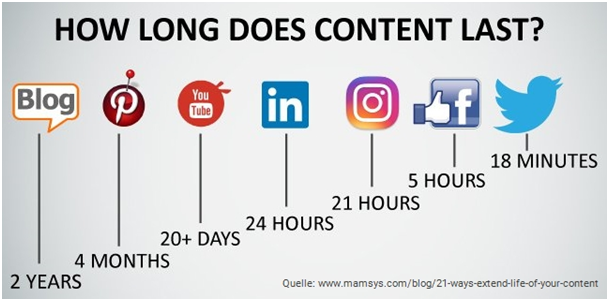 HOW LONG DOES CONTENT LAST?
Blog
P
You
Tube
in
f
2 YEARS
4 MONTHS
20+ DAYS
24 HOURS
21 HOURS
5 HOURS
18 MINUTES
Quelle: www.mamsys.com/blog/21-ways-extend-life-of-your-content